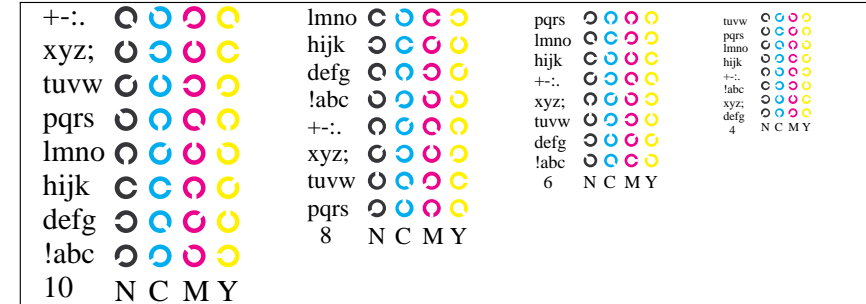 +-:.
xyz;
tuvw
pqrs
lmno
hijk
defg
!abc
10 N C M Y
lmno
hijk
defg
!abc
+-:.
xyz;
tuvw
pqrs
8 N C M Y
pqrs
lmno
hijk
+-:.
xyz;
tuvw
defg
!abc
6 N C M Y
tuvw
pqrs
lmno
hijk
+-:.
!abc
xyz;
defg
4 N C M Y